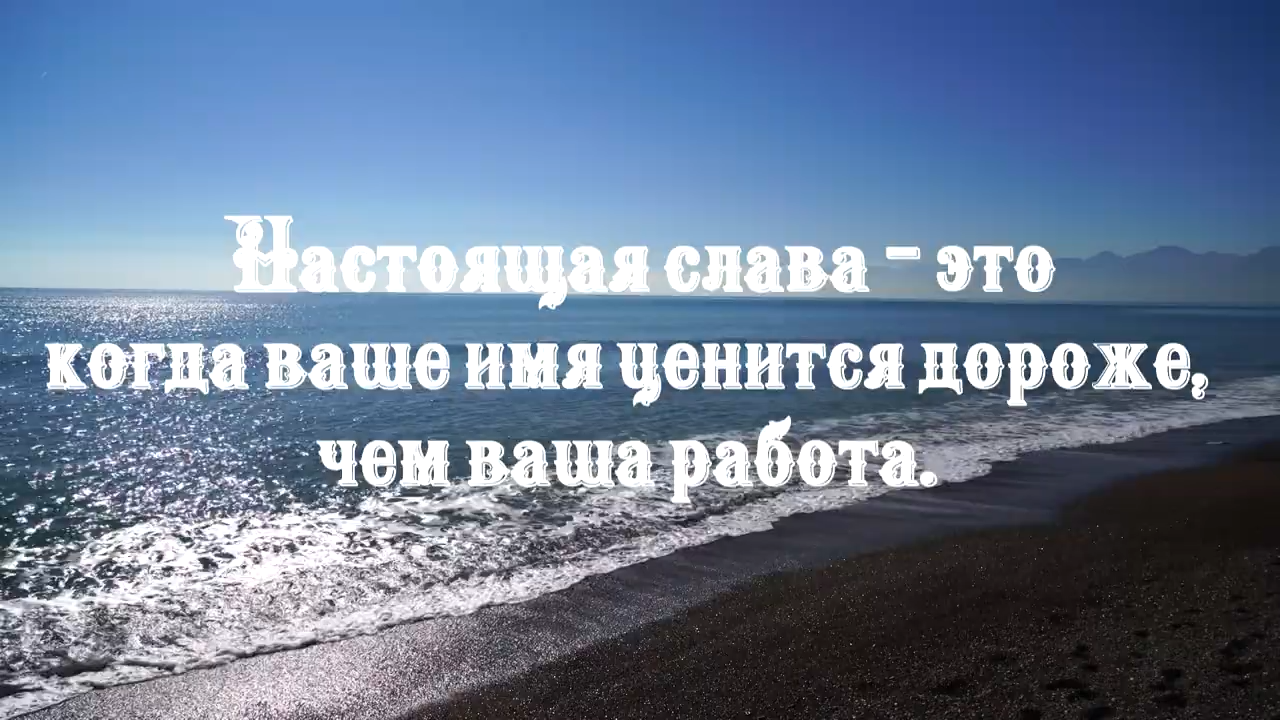 Настоящая слава - это
когда ваше имя ценится дороже,
чем ваша работа.